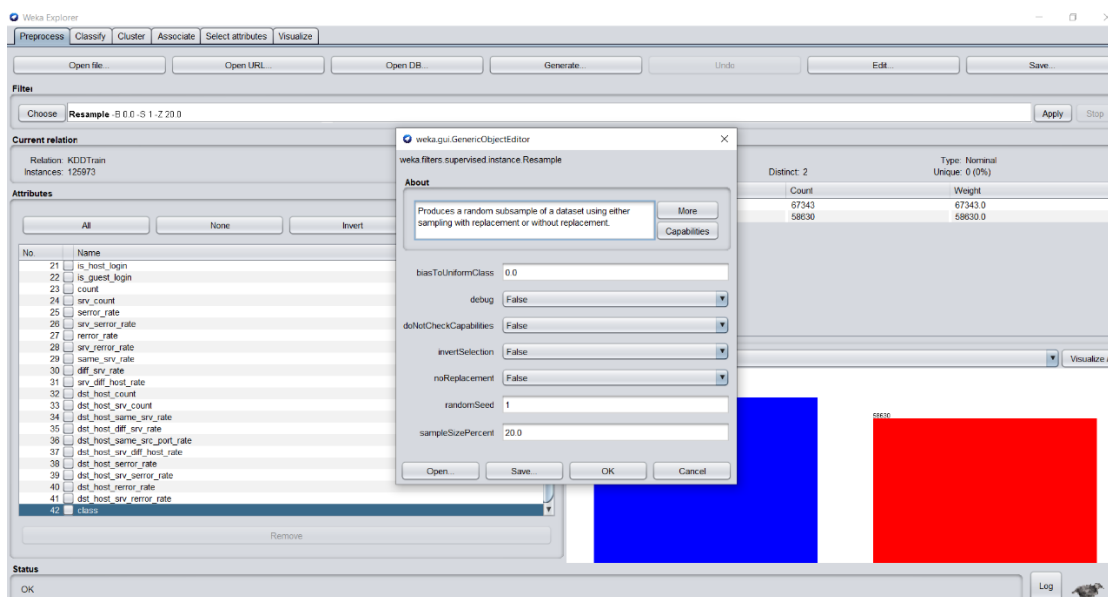 Weka Explorer
Preprocess Classify Cluster Associate Select attributes Visualize
Open file... Open URL... Open DB... Generate... Undo Edit... Save...
Filter
Choose Resample -B 0.0 -S 1 -Z 20.0 Apply Stop
Current relation
Relation: KDDTrain
Instances: 125973
Attributes
All None Invert
No. Name
21 is_host_login
22 is_guest_login
23 count
24 srv_count
25 serror_rate
26 srv_serror_rate
27 rerror_rate
28 srv_rerror_rate
29 same_srv_rate
30 diff_srv_rate
31 srv_diff_host_rate
32 dst_host_count
33 dst_host_srv_count
34 dst_host_same_srv_rate
35 dst_host_diff_srv_rate
36 dst_host_same_src_port_rate
37 dst_host_srv_diff_host_rate
38 dst_host_serror_rate
39 dst_host_srv_serror_rate
40 dst_host_rerror_rate
41 dst_host_srv_rerror_rate
42 class
Remove
weka.gui.GenericObjectEditor
weka.filters.supervised.instance.Resample
About
Produces a random subsample of a dataset using either
sampling with replacement or without replacement.
More
Capabilities
biasToUniformClass 0.0
debug False
doNotCheckCapabilities False
invertSelection False
noReplacement False
randomSeed 1
sampleSizePercent 20.0
Open... Save... OK Cancel
Type: Nominal
Distinct: 2 Unique: 0 (0%)
Count Weight
67343 67343.0
58630 58630.0
Visualize
58630
Status
OK
Log